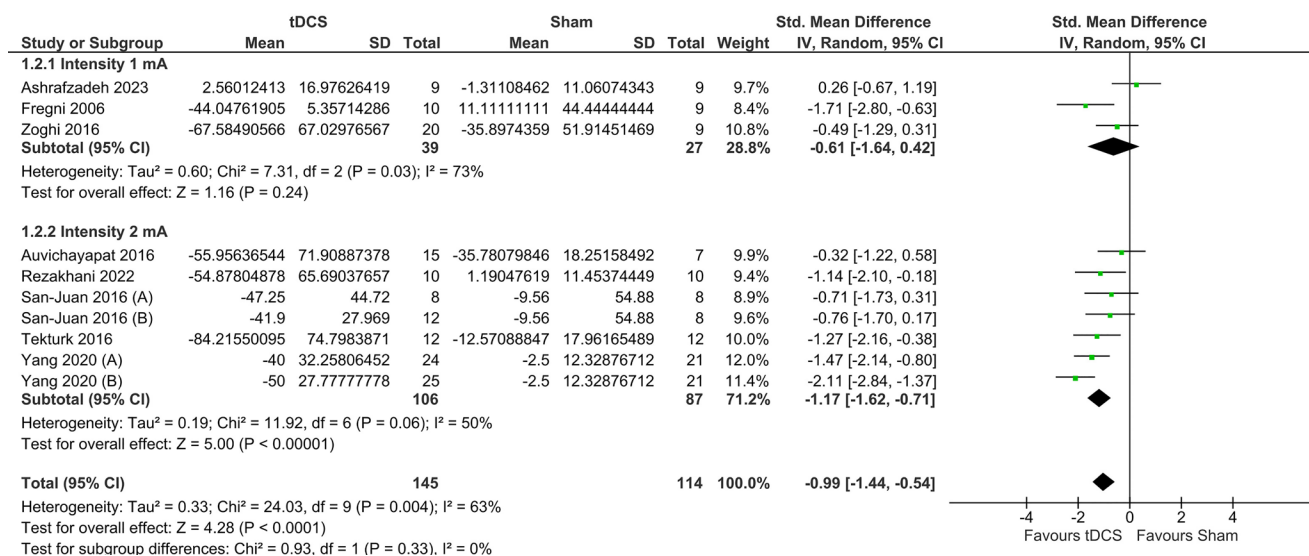 tDCS Sham Std. Mean Difference Std. Mean Difference
Study or Subgroup Mean SD Total Mean SD Total Weight IV, Random, 95% CI IV, Random, 95% CI
1.2.1 Intensity 1 mA
Ashrafzadeh 2023 2.56012413 16.97626419 9 -1.31108462 11.06074343 9 9.7% 0.26 [-0.67, 1.19]
Fregni 2006 -44.04761905 5.35714286 10 11.11111111 44.44444444 9 8.4% -1.71 [-2.80, -0.63]
Zoghi 2016 -67.58490566 67.02976567 20 -35.8974359 51.91451469 9 10.8% -0.49 [-1.29, 0.31]
Subtotal (95% CI) 39 27 28.8% -0.61 [-1.64, 0.42]
Heterogeneity: Tau² = 0.60; Chi² = 7.31, df = 2 (P = 0.03); I² = 73%
Test for overall effect: Z = 1.16 (P = 0.24)
1.2.2 Intensity 2 mA
Auvichayapat 2016 -55.95636544 71.90887378 15 -35.78079846 18.25158492 7 9.9% -0.32 [-1.22, 0.58]
Rezakhani 2022 -54.87804878 65.69037657 10 1.19047619 11.45374449 10 9.4% -1.14 [-2.10, -0.18]
San-Juan 2016 (A) -47.25 44.72 8 -9.56 54.88 8 8.9% -0.71 [-1.73, 0.31]
San-Juan 2016 (B) -41.9 27.969 12 -9.56 54.88 8 9.6% -0.76 [-1.70, 0.17]
Tekturk 2016 -84.21550095 74.7983871 12 -12.57088847 17.96165489 12 10.0% -1.27 [-2.16, -0.38]
Yang 2020 (A) -40 32.25806452 24 -2.5 12.32876712 21 12.0% -1.47 [-2.14, -0.80]
Yang 2020 (B) -50 27.77777778 25 -2.5 12.32876712 21 11.4% -2.11 [-2.84, -1.37]
Subtotal (95% CI) 106 87 71.2% -1.17 [-1.62, -0.71]
Heterogeneity: Tau² = 0.19; Chi² = 11.92, df = 6 (P = 0.06); I² = 50%
Test for overall effect: Z = 5.00 (P < 0.00001)
Total (95% CI) 145 114 100.0% -0.99 [-1.44, -0.54]
Heterogeneity: Tau² = 0.33; Chi² = 24.03, df = 9 (P = 0.004); I² = 63%
Test for overall effect: Z = 4.28 (P < 0.0001)
Test for subgroup differences: Chi² = 0.93, df = 1 (P = 0.33), I² = 0%
-4 -2 0 2 4
Favours tDCS Favours Sham